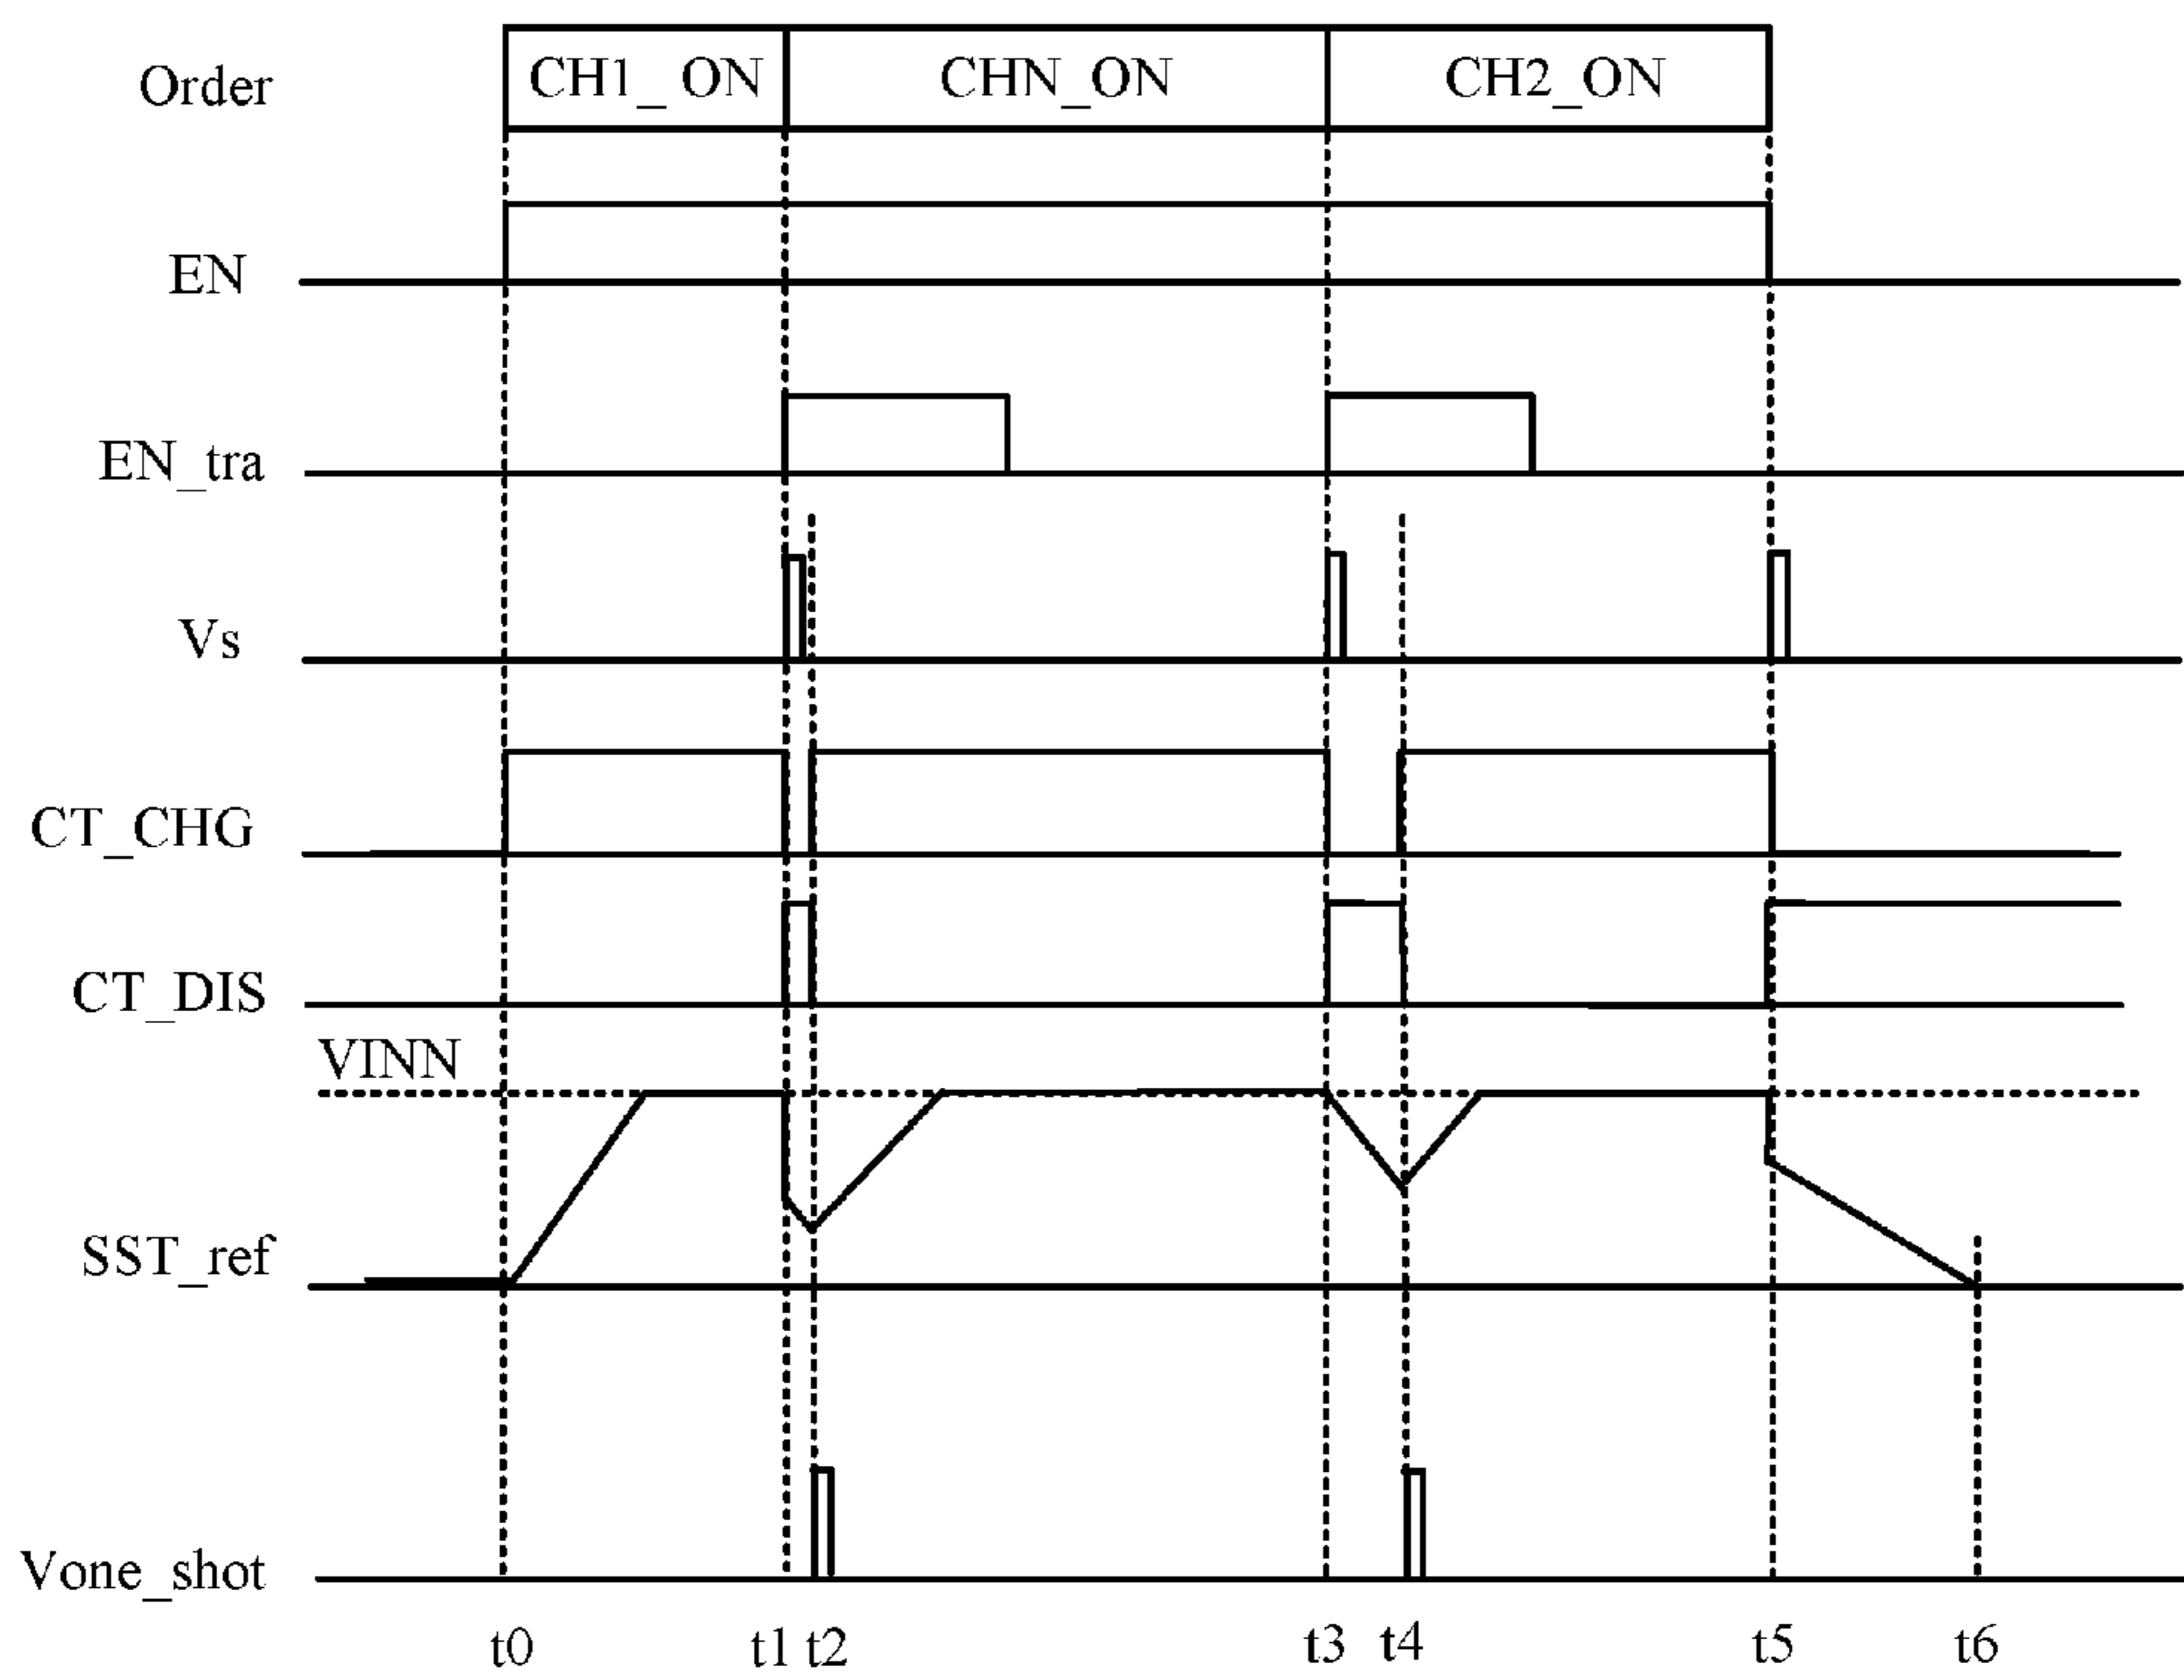 Order CH1_ ON CHN_ON CH2_ON
EN
EN_tra
Vs
CT_CHG
CT_DIS
VINN
SST_ref
Vone_shot
t0 t1 t2 t3 t4 t5 t6